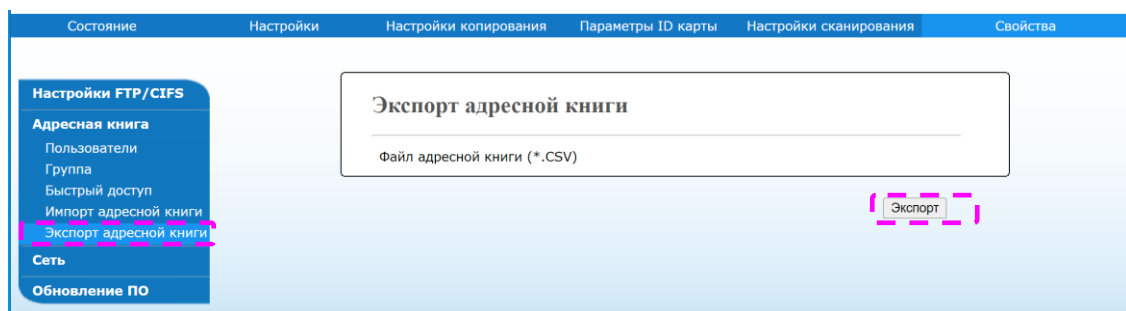 Состояние
Настройки
Настройки копирования
Параметры ID карты
Настройки сканирования
Свойства
Настройки FTP/CIFS
Адресная книга
Пользователи
Группа
Быстрый доступ
Импорт адресной книги
Экспорт адресной книги
Сеть
Обновление ПО
Экспорт адресной книги
Файл адресной книги (*.CSV)
Экспорт